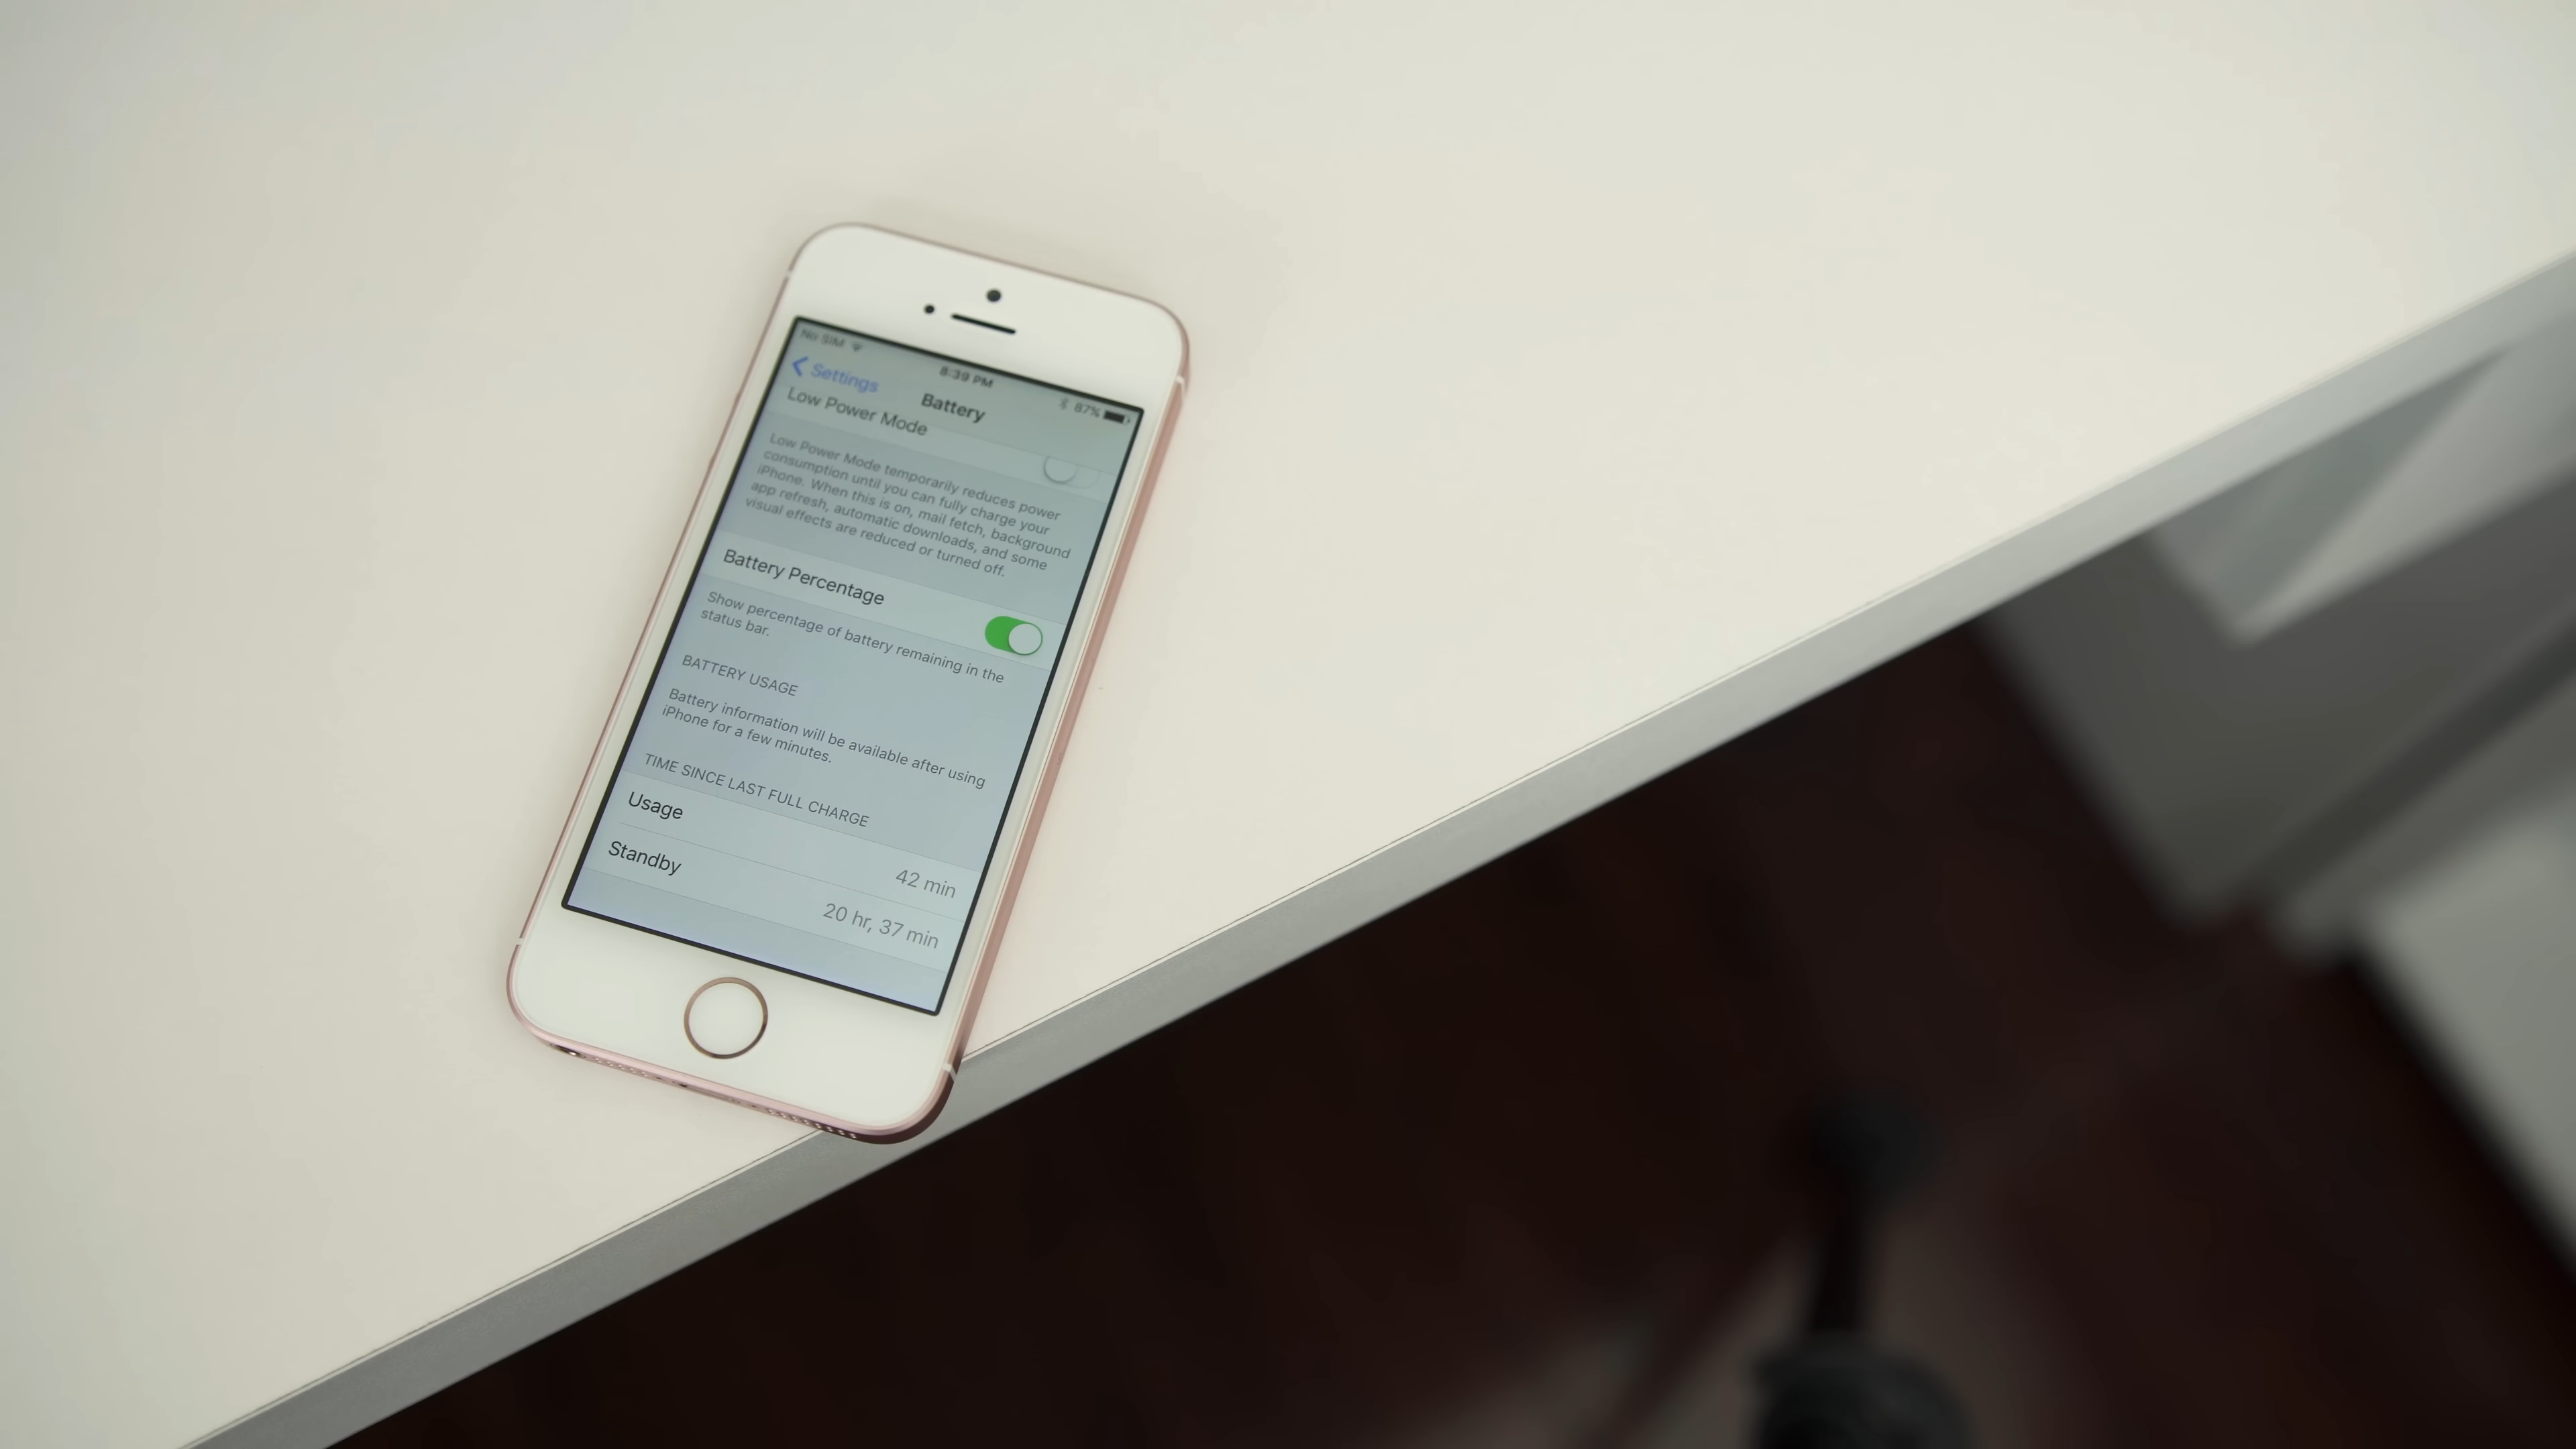 No SIM
8:39 PM
87%
Settings
Battery
Low Power Mode
Low Power Mode temporarily reduces power
consumption until you can fully charge your
iPhone. When this is on, mail fetch, background
app refresh, automatic downloads, and some
visual effects are reduced or turned off.
Battery Percentage
Show percentage of battery remaining in the
status bar.
BATTERY USAGE
Battery information will be available after using
iPhone for a few minutes.
TIME SINCE LAST FULL CHARGE
Usage 42 min
Standby 20 hr, 37 min